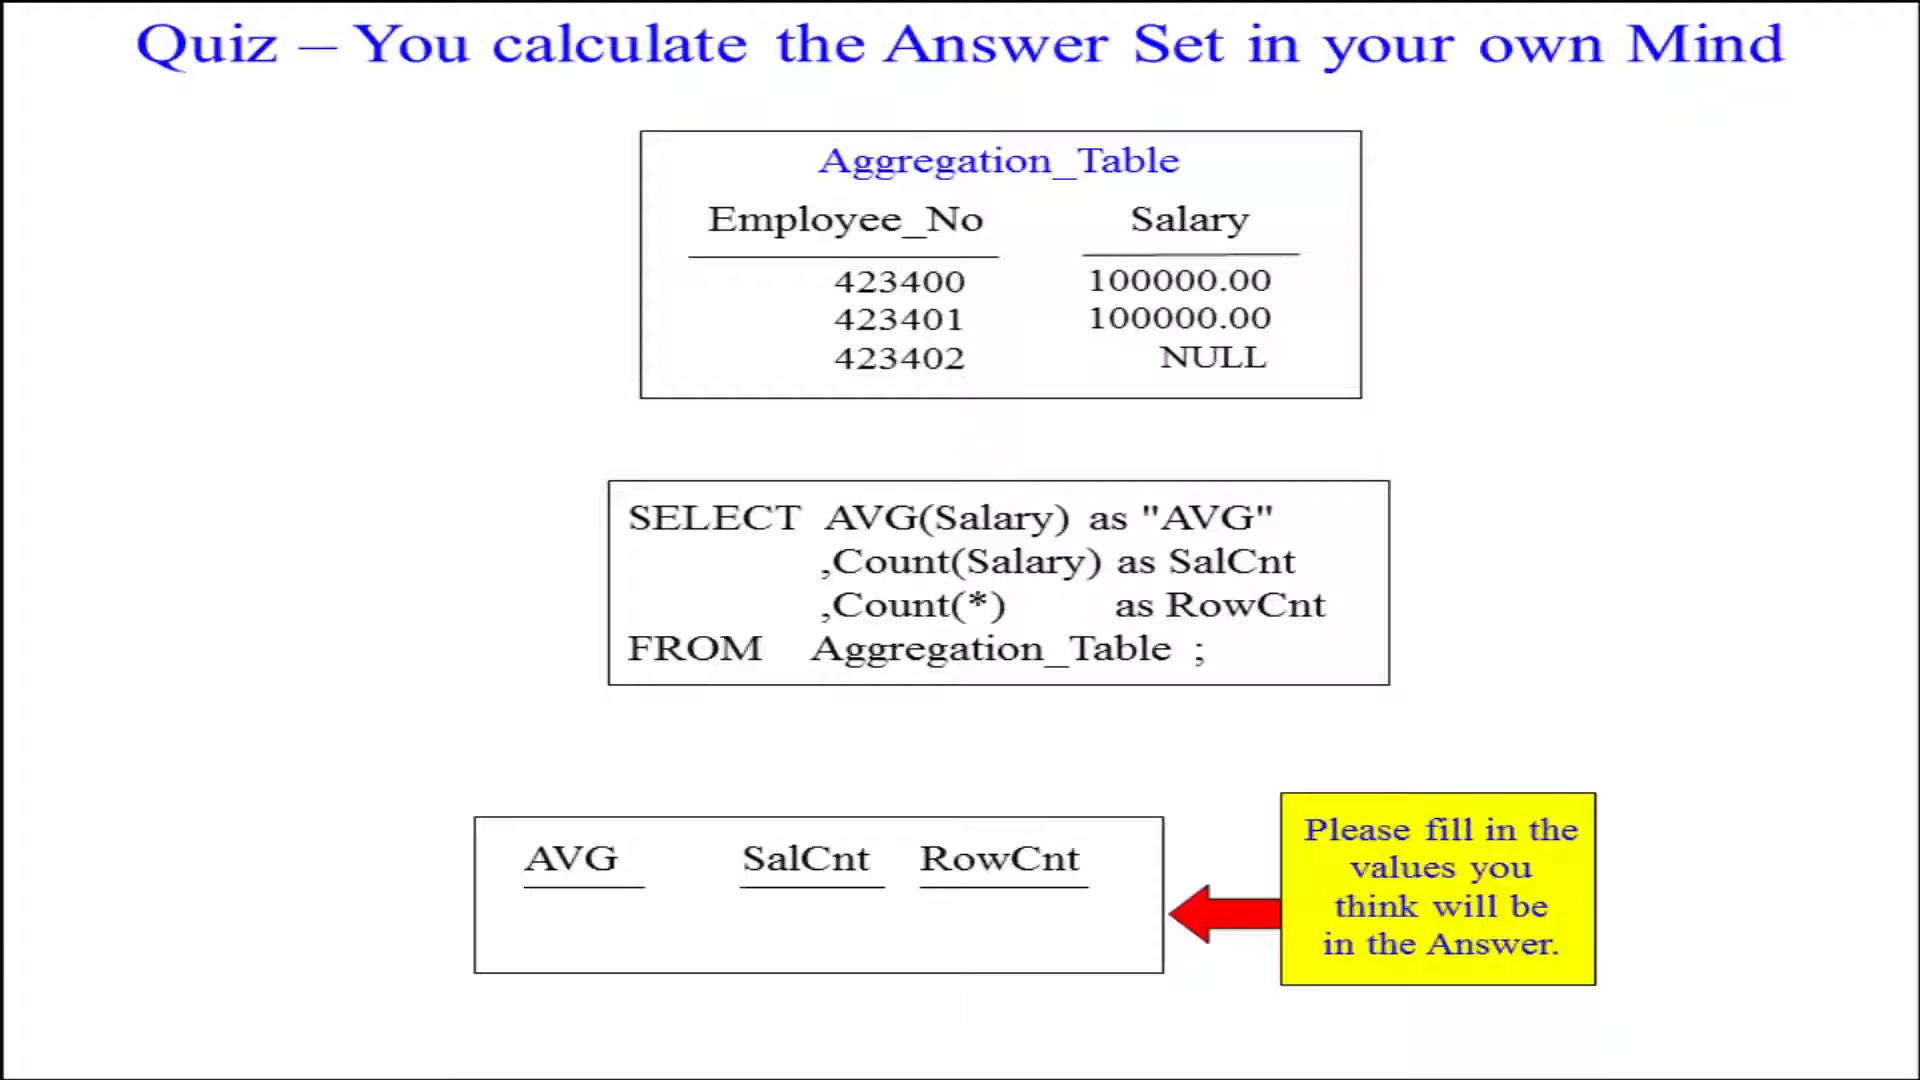 Quiz – You calculate the Answer Set in your own Mind
Aggregation_Table
Employee_No Salary
423400 100000.00
423401 100000.00
423402 NULL
SELECT AVG(Salary) as "AVG"
,Count(Salary) as SalCnt
,Count(*) as RowCnt
FROM Aggregation_Table ;
AVG SalCnt RowCnt
Please fill in the
values you
think will be
in the Answer.